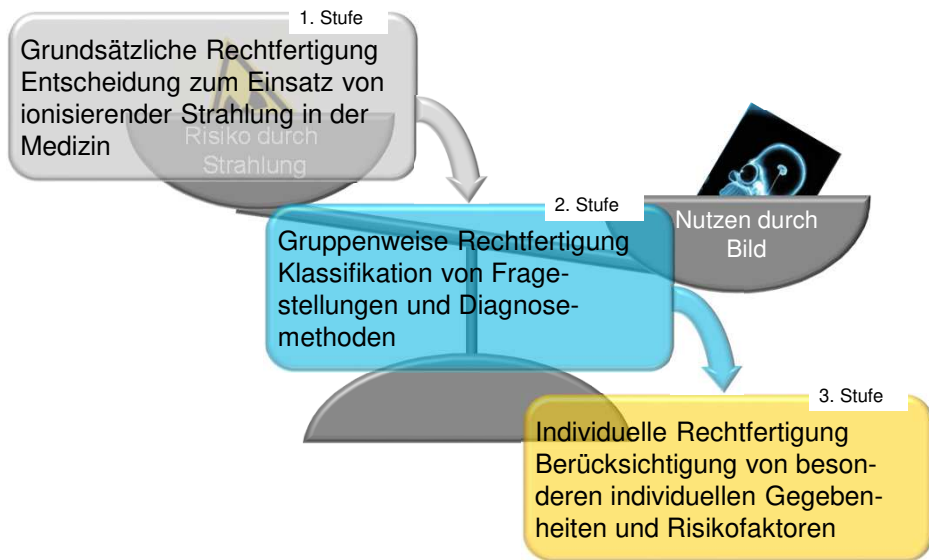 1. Stufe
Grundsätzliche Rechtfertigung
Entscheidung zum Einsatz von
ionisierender Strahlung in der
Medizin
Risiko durch
Strahlung
2. Stufe
Gruppenweise Rechtfertigung
Klassifikation von Frage-
stellungen und Diagnose-
methoden
Nutzen durch
Bild
3. Stufe
Individuelle Rechtfertigung
Berücksichtigung von beson-
deren individuellen Gegeben-
heiten und Risikofaktoren